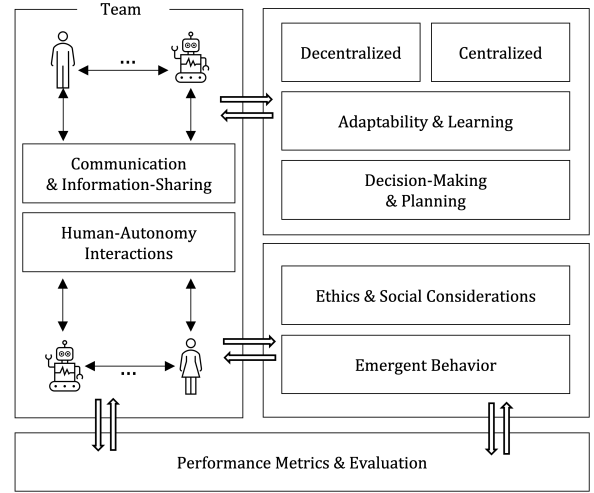 Team
...
Communication
& Information-Sharing
Human-Autonomy
Interactions
...
Decentralized
Centralized
Adaptability & Learning
Decision-Making
& Planning
Ethics & Social Considerations
Emergent Behavior
Performance Metrics & Evaluation